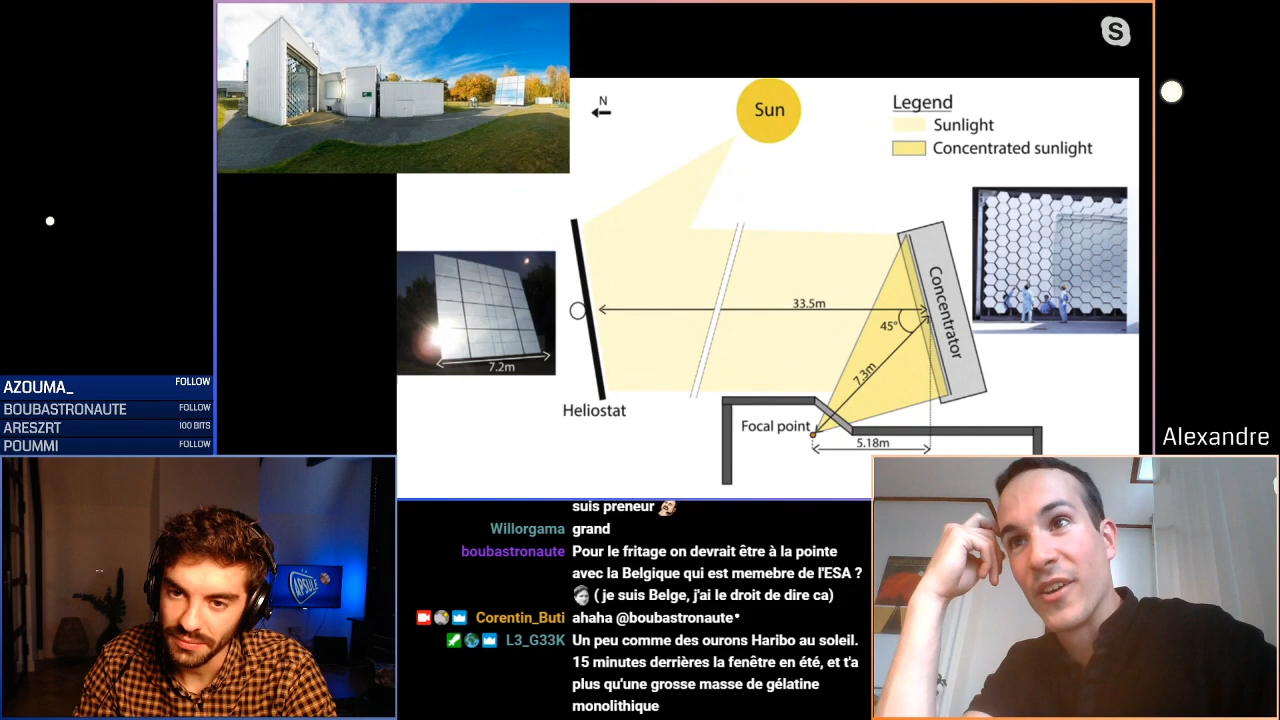 S
N
Sun
Legend
Sunlight
Concentrated sunlight
33.5m
45°
Concentrator
7.3m
7.2m
Heliostat
Focal point
5.18m
AZOUMA_ FOLLOW
BOUBASTRONAUTE FOLLOW
ARESZRT 100 BITS
POUMMI FOLLOW
Alexandre
CAPSULE
suis preneur
Willorgama grand
boubastronaute Pour le fritage on devrait être à la pointe
avec la Belgique qui est memebre de l'ESA ?
( je suis Belge, j'ai le droit de dire ca)
Corentin_Buti ahaha @boubastronaute
L3_G33K Un peu comme des ourons Haribo au soleil.
15 minutes derrières la fenêtre en été, et t'a
plus qu'une grosse masse de gélatine
monolithique